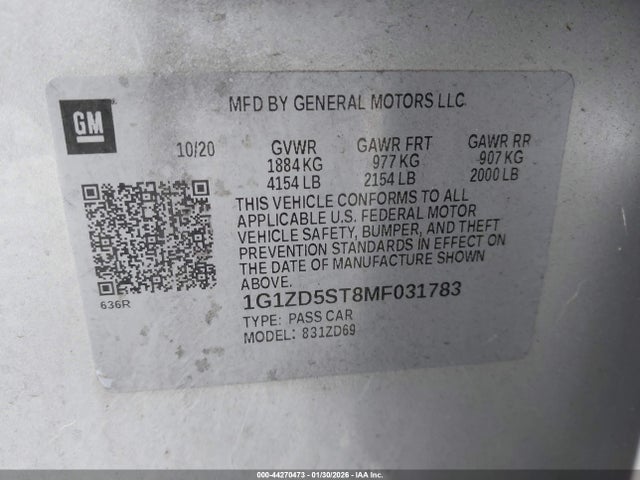 MFD BY GENERAL MOTORS LLC
GM
10/20 GVWR GAWR FRT GAWR RR
1884 KG 977 KG 907 KG
4154 LB 2154 LB 2000 LB
THIS VEHICLE CONFORMS TO ALL
APPLICABLE U.S. FEDERAL MOTOR
VEHICLE SAFETY, BUMPER, AND THEFT
PREVENTION STANDARDS IN EFFECT ON
THE DATE OF MANUFACTURE SHOWN
ABOVE.
636R
1G1ZD5ST8MF031783
TYPE: PASS CAR
MODEL: 831ZD69
000-44270473 - 01/30/2026 - IAA Inc.